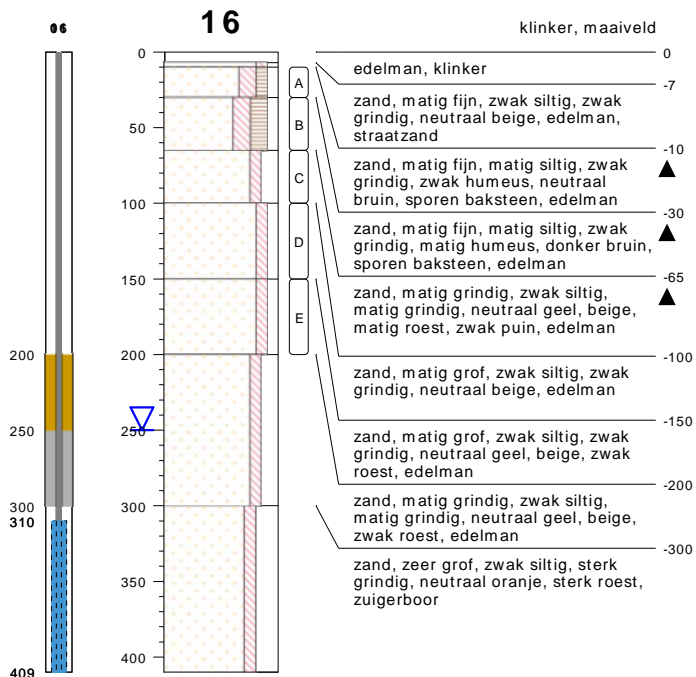 06
16
klinker, maaiveld
0
0
edelman, klinker
-7
zand, matig fijn, zwak siltig, zwak
grindig, neutraal beige, edelman,
straatzand
-10
A
zand, matig fijn, matig siltig, zwak
grindig, zwak humeus, neutraal
bruin, sporen baksteen, edelman
-30
B
50
zand, matig fijn, matig siltig, zwak
grindig, matig humeus, donker bruin,
sporen baksteen, edelman
-65
C
100
zand, matig grindig, zwak siltig,
matig grindig, neutraal geel, beige,
matig roest, zwak puin, edelman
-100
D
150
zand, matig grof, zwak siltig, zwak
grindig, neutraal beige, edelman
-150
E
200
200
zand, matig grof, zwak siltig, zwak
grindig, neutraal geel, beige, zwak
roest, edelman
-200
250
250
zand, matig grindig, zwak siltig,
matig grindig, neutraal geel, beige,
zwak roest, edelman
-300
300
300
310
zand, zeer grof, zwak siltig, sterk
grindig, neutraal oranje, sterk roest,
zuigerboor
350
400
409